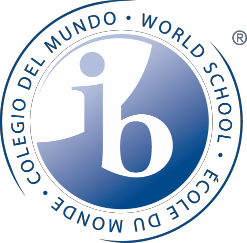 COLEGIO DEL MUNDO · WORLD SCHOOL · ÉCOLE DU MONDE ·
®
ib